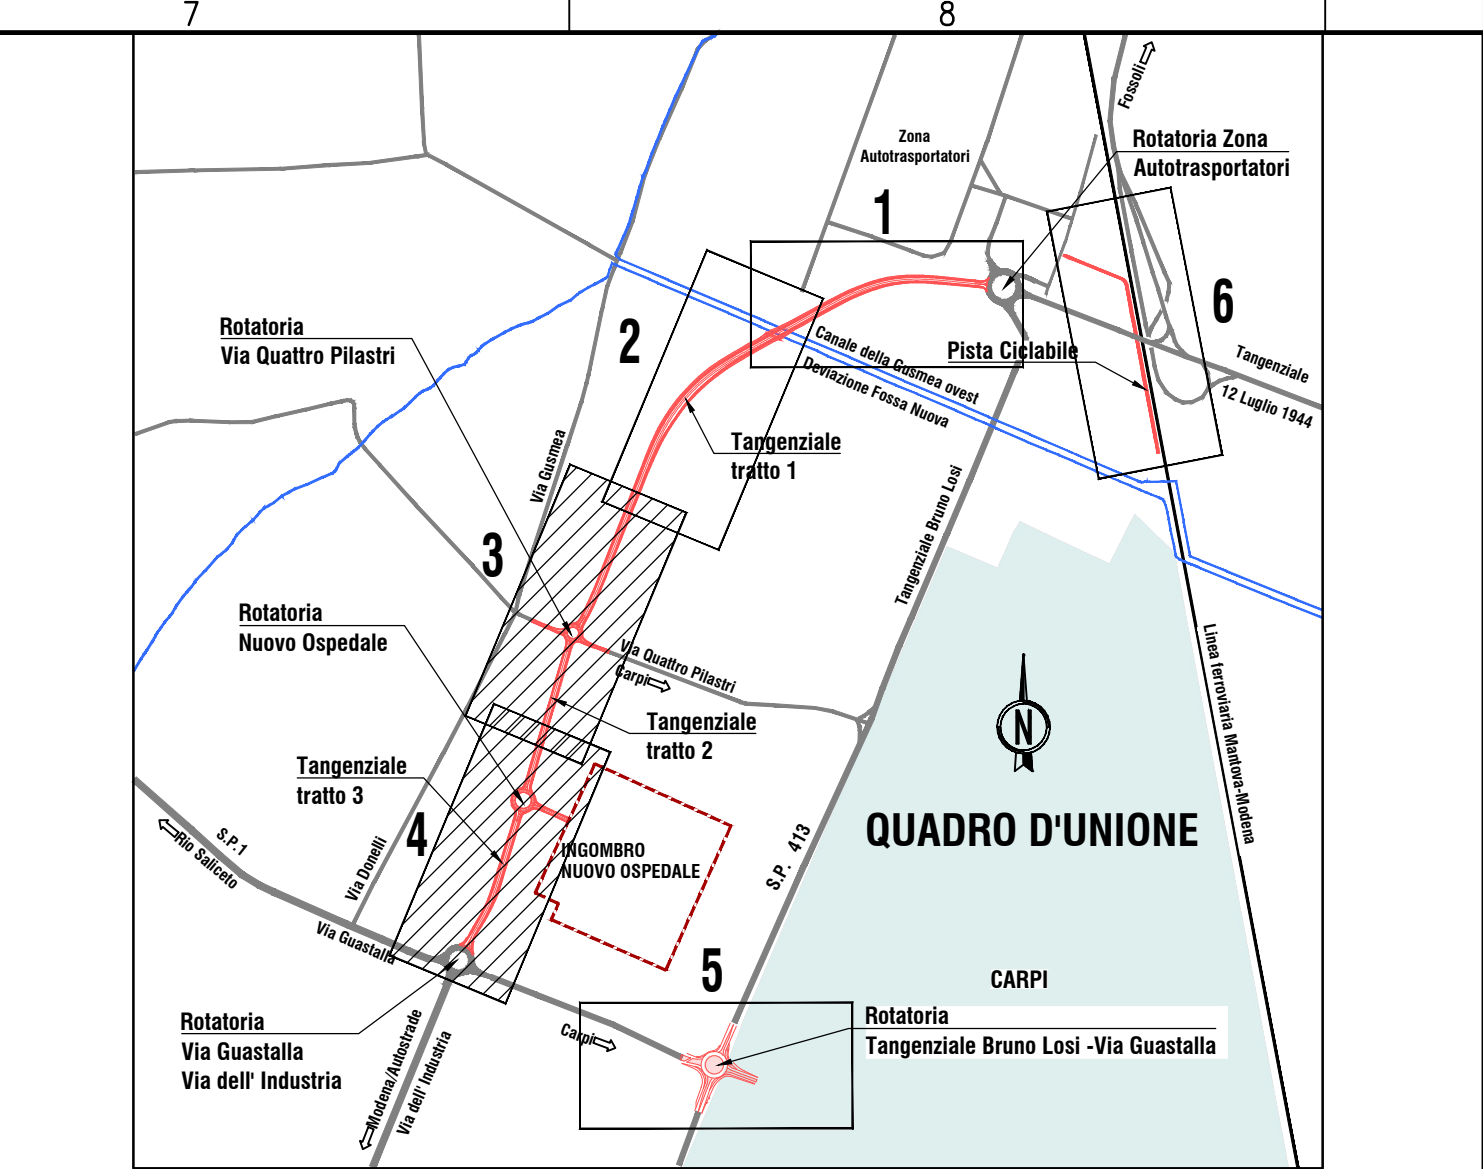 7
8
Fossoli
Zona
Autotrasportatori
Rotatoria Zona
Autotrasportatori
1
6
2
Rotatoria
Via Quattro Pilastri
Canale della Gusmea ovest
Deviazione Fossa Nuova
Pista Ciclabile
Tangenziale
12 Luglio 1944
Tangenziale
tratto 1
Via Gusmea
Tangenziale Bruno Losi
3
Rotatoria
Nuovo Ospedale
Via Quattro Pilastri
Carpi
Linea ferroviaria Mantova-Modena
N
Tangenziale
tratto 2
Tangenziale
tratto 3
4
QUADRO D'UNIONE
S.P.1
Rio Saliceto
Via Donelli
INGOMBRO
NUOVO OSPEDALE
S.P. 413
Via Guastalla
5
CARPI
Rotatoria
Via Guastalla
Via dell' Industria
Modena/Autostrade
Via dell' Industria
Carpi
Rotatoria
Tangenziale Bruno Losi -Via Guastalla